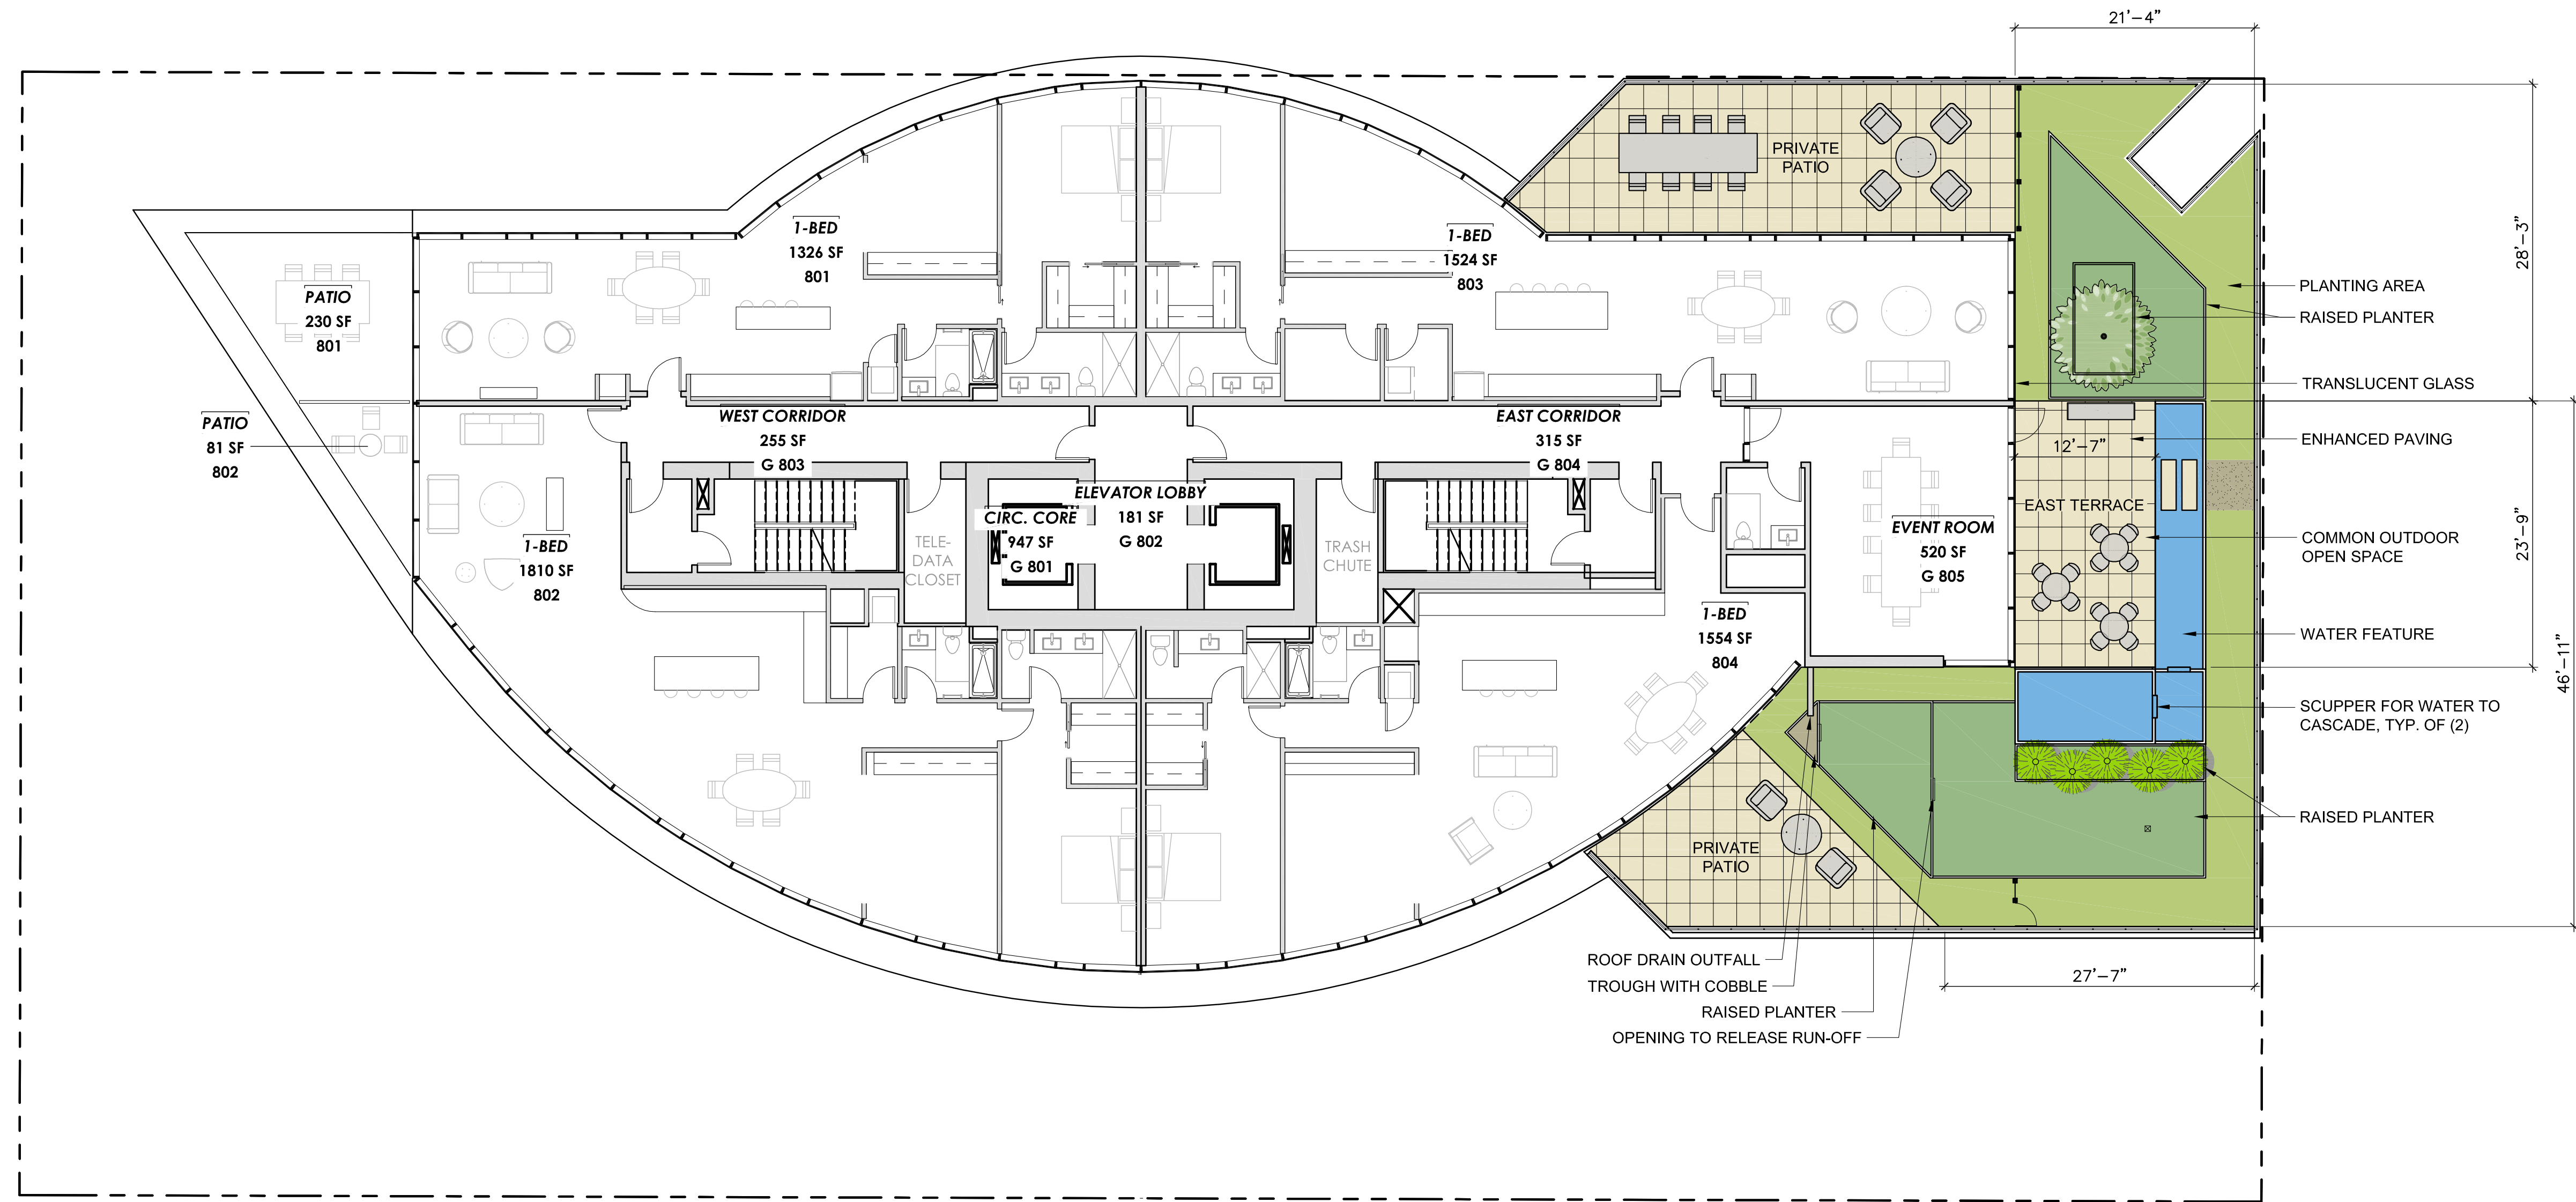 21'-4"
PRIVATE
PATIO
28'-3"
1-BED
1326 SF
801
1-BED
1524 SF
803
PATIO
230 SF
801
PLANTING AREA
RAISED PLANTER
TRANSLUCENT GLASS
PATIO
81 SF
802
WEST CORRIDOR
255 SF
G 803
EAST CORRIDOR
315 SF
G 804
ENHANCED PAVING
12'-7"
ELEVATOR LOBBY
181 SF
G 802
CIRC. CORE
947 SF
G 801
EAST TERRACE
EVENT ROOM
520 SF
G 805
23'-9"
1-BED
1810 SF
802
TELE-
DATA
CLOSET
TRASH
CHUTE
COMMON OUTDOOR
OPEN SPACE
1-BED
1554 SF
804
WATER FEATURE
46'-11"
SCUPPER FOR WATER TO
CASCADE, TYP. OF (2)
RAISED PLANTER
PRIVATE
PATIO
ROOF DRAIN OUTFALL
TROUGH WITH COBBLE
RAISED PLANTER
OPENING TO RELEASE RUN-OFF
27'-7"